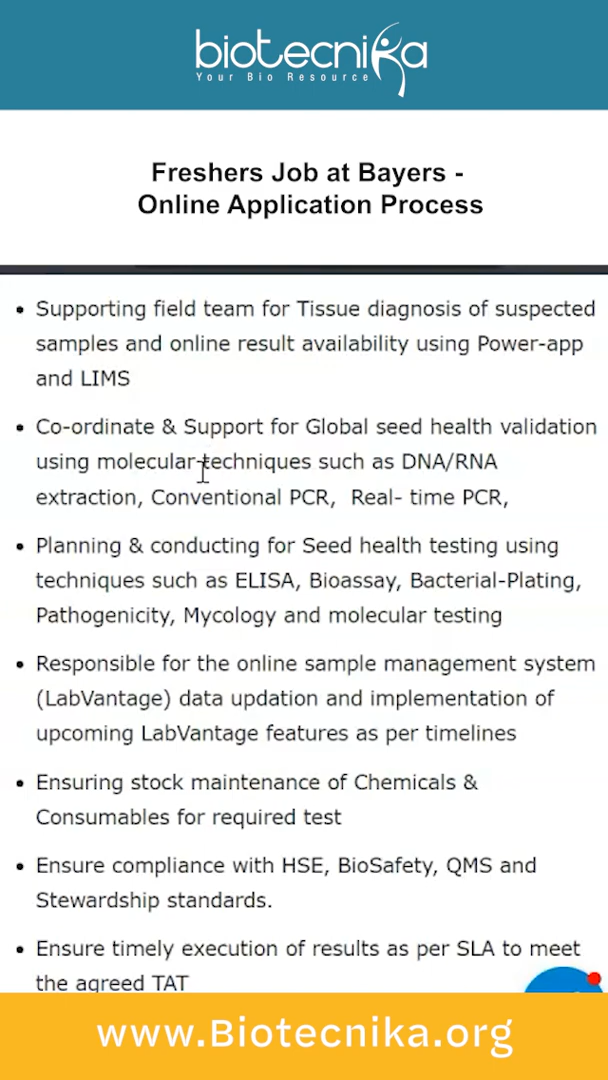 biotecnika
Your Bio Resource
Freshers Job at Bayers -
Online Application Process
• Supporting field team for Tissue diagnosis of suspected
samples and online result availability using Power-app
and LIMS
• Co-ordinate & Support for Global seed health validation
using molecular techniques such as DNA/RNA
extraction, Conventional PCR,  Real- time PCR,
• Planning & conducting for Seed health testing using
techniques such as ELISA, Bioassay, Bacterial-Plating,
Pathogenicity, Mycology and molecular testing
• Responsible for the online sample management system
(LabVantage) data updation and implementation of
upcoming LabVantage features as per timelines
• Ensuring stock maintenance of Chemicals &
Consumables for required test
• Ensure compliance with HSE, BioSafety, QMS and
Stewardship standards.
• Ensure timely execution of results as per SLA to meet
the agreed TAT
www.Biotecnika.org